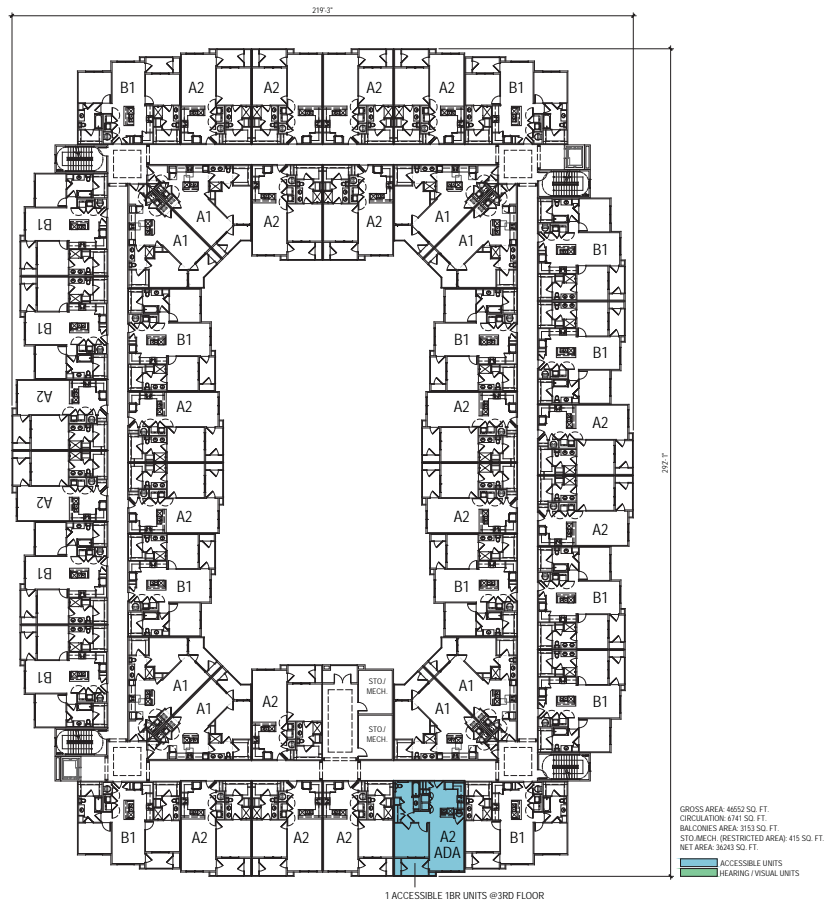 219'-3"
B1
A2
A2
A2
A2
B1
A1
A1
A2
A2
A1
A1
B1
B1
B1
B1
B1
B1
B1
A2
A2
A2
A2
A2
A2
A2
A2
292'-1"
B1
B1
B1
B1
B1
B1
A1
A1
A2
STO./
MECH.
STO./
MECH.
A1
A1
B1
A2
A2
A2
A2
ADA
B1
GROSS AREA: 46552 SQ. FT.
CIRCULATION: 6741 SQ. FT.
BALCONIES AREA: 3153 SQ. FT.
STO./MECH. (RESTRICTED AREA): 415 SQ. FT.
NET AREA: 36243 SQ. FT.
ACCESSIBLE UNITS
HEARING / VISUAL UNITS
1 ACCESSIBLE 1BR UNITS @3RD FLOOR